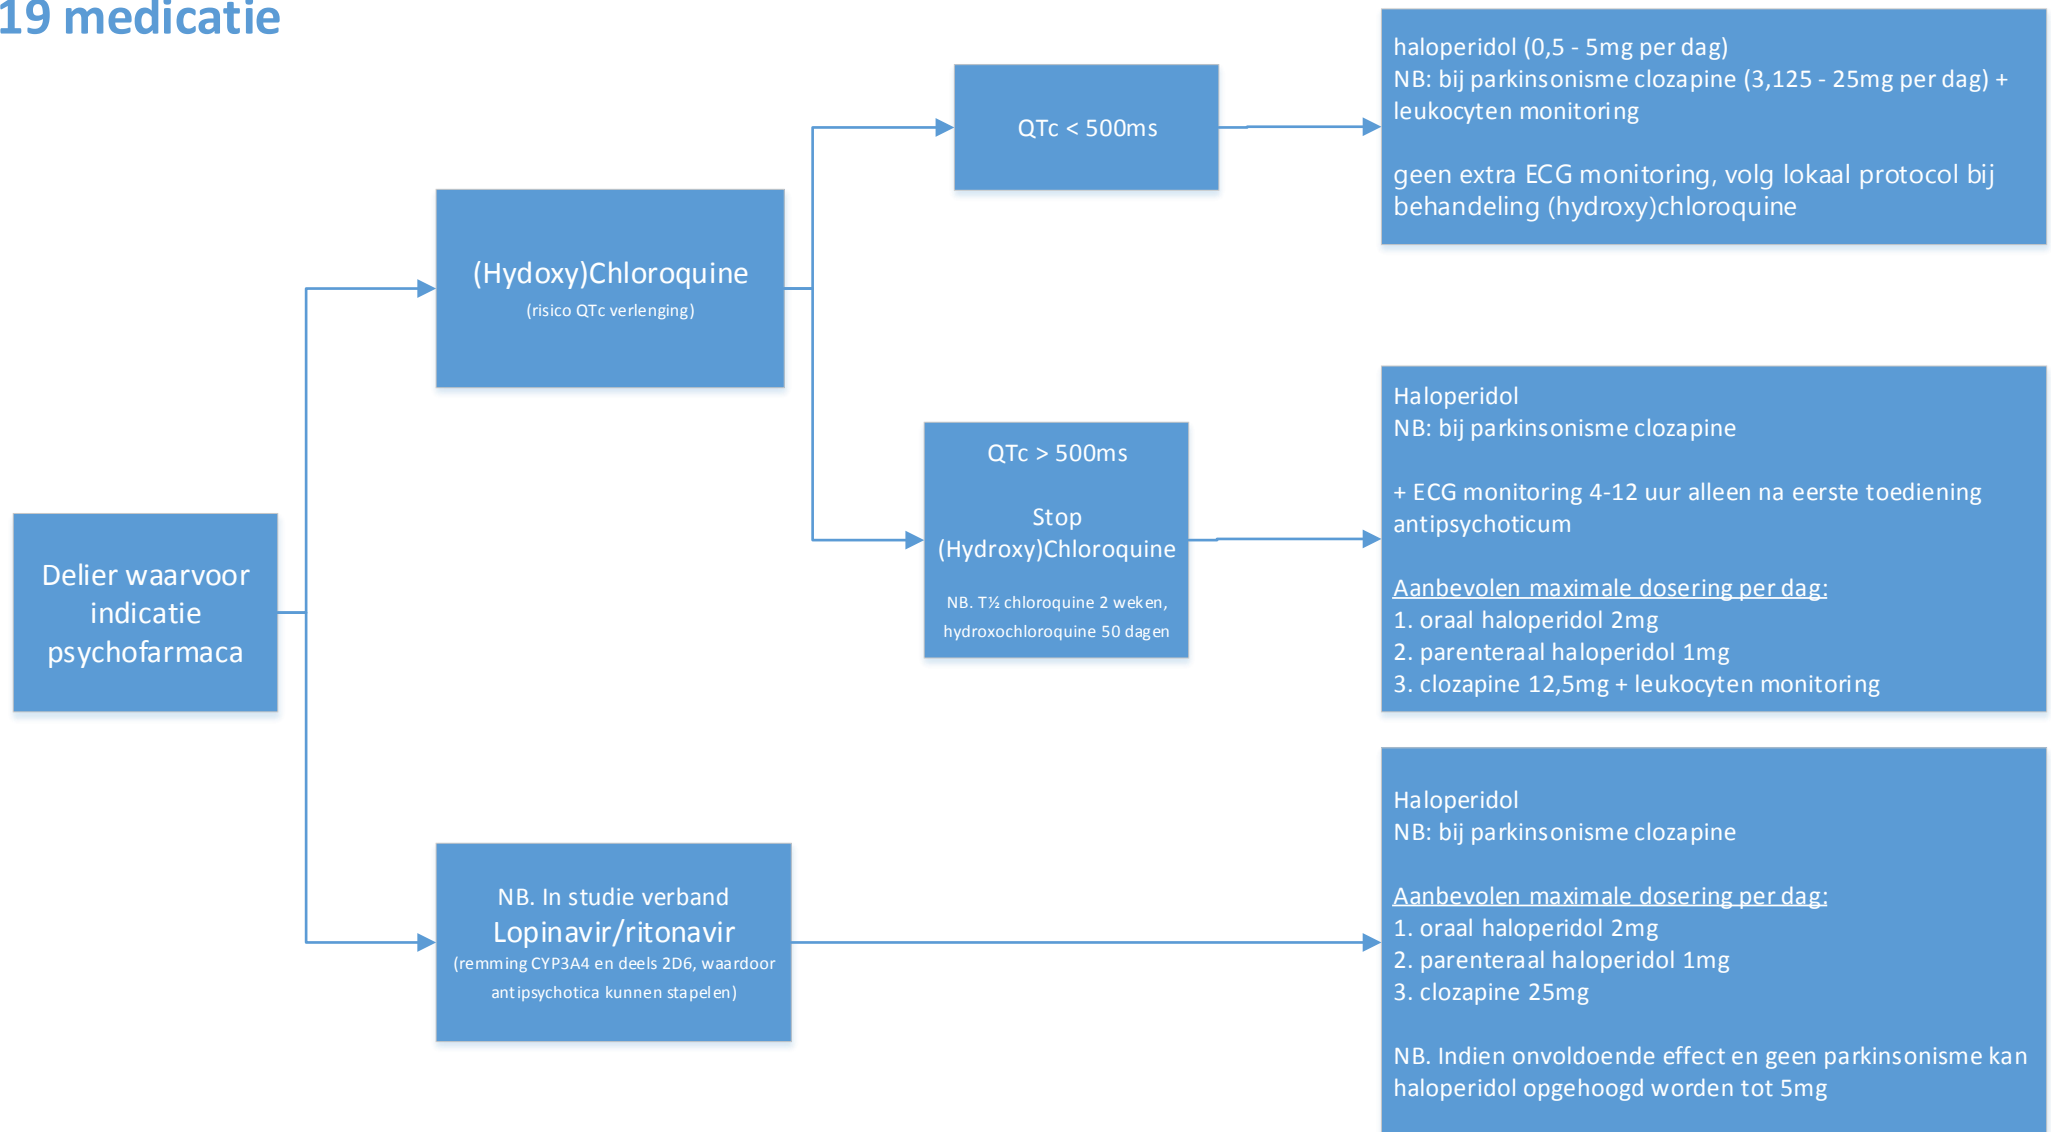 19 medicatie
Delier waarvoor
indicatie
psychofarmaca
(Hydoxy)Chloroquine
(risico QTc verlenging)
QTc < 500ms
haloperidol (0,5 - 5mg per dag)
NB: bij parkinsonisme clozapine (3,125 - 25mg per dag) +
leukocyten monitoring
geen extra ECG monitoring, volg lokaal protocol bij
behandeling (hydroxy)chloroquine
QTc > 500ms
Stop
(Hydroxy)Chloroquine
NB. T½ chloroquine 2 weken,
hydroxochloroquine 50 dagen
Haloperidol
NB: bij parkinsonisme clozapine
+ ECG monitoring 4-12 uur alleen na eerste toediening
antipsychoticum
Aanbevolen maximale dosering per dag:
1. oraal haloperidol 2mg
2. parenteraal haloperidol 1mg
3. clozapine 12,5mg + leukocyten monitoring
NB. In studie verband
Lopinavir/ritonavir
(remming CYP3A4 en deels 2D6, waardoor
antipsychotica kunnen stapelen)
Haloperidol
NB: bij parkinsonisme clozapine
Aanbevolen maximale dosering per dag:
1. oraal haloperidol 2mg
2. parenteraal haloperidol 1mg
3. clozapine 25mg
NB. Indien onvoldoende effect en geen parkinsonisme kan
haloperidol opgehoogd worden tot 5mg